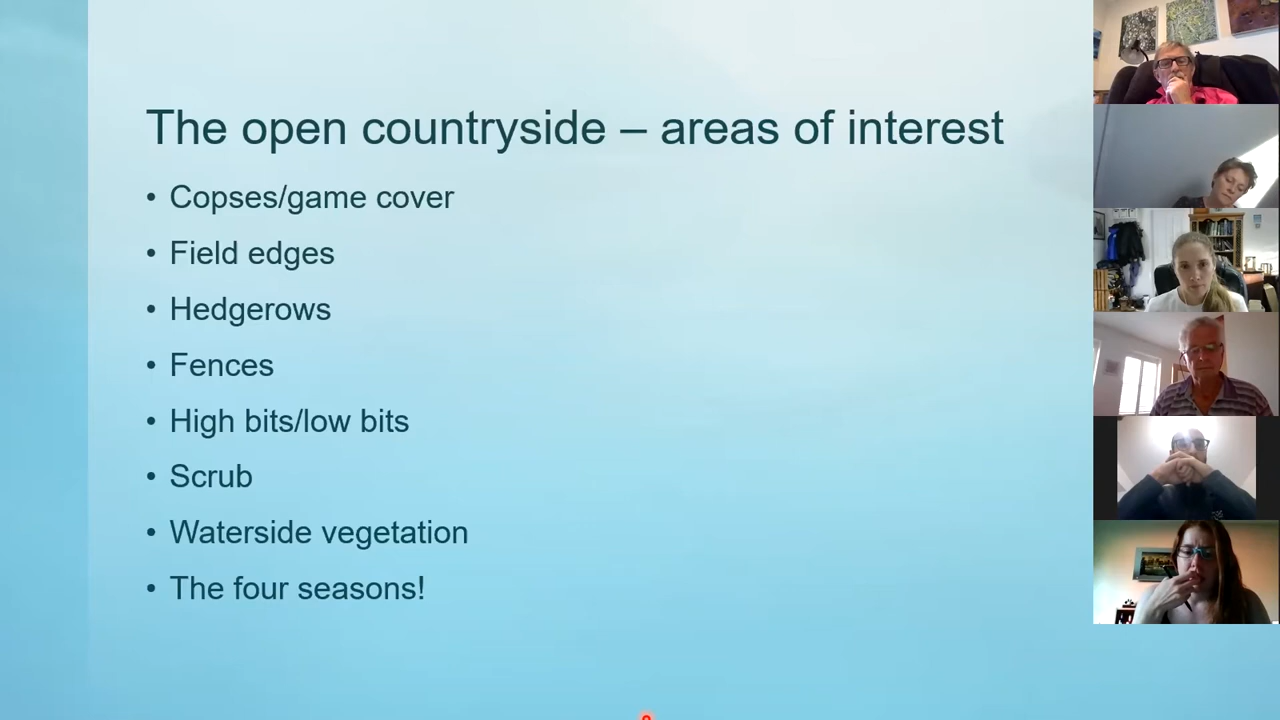 The open countryside – areas of interest
• Copses/game cover
• Field edges
• Hedgerows
• Fences
• High bits/low bits
• Scrub
• Waterside vegetation
• The four seasons!